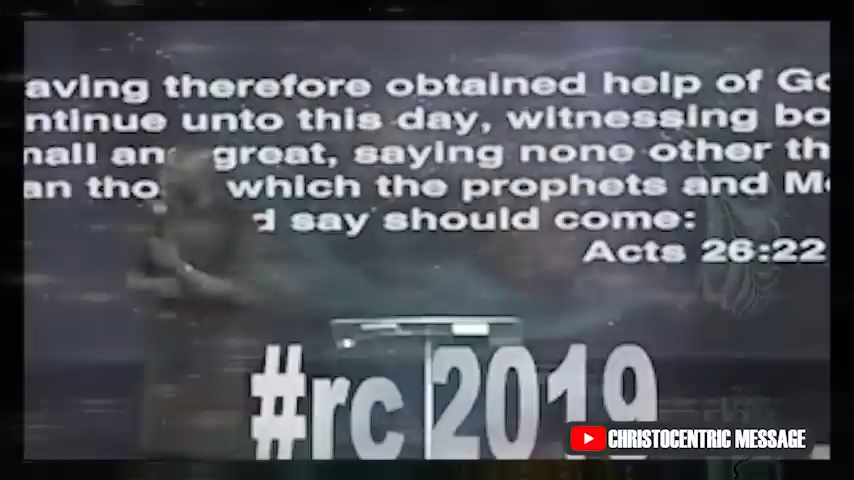 aving therefore obtained help of Go
ntinue unto this day, witnessing bo
nall an great, saying none other th
an tho which the prophets and M
d say should come:
Acts 26:22
#rc 2019
CHRISTOCENTRIC MESSAGE